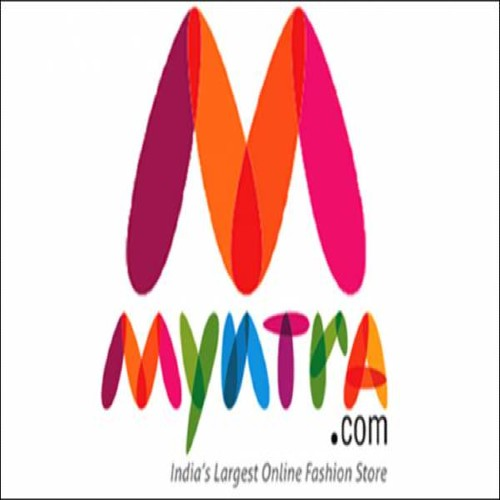 M
myntra
.com
India's Largest Online Fashion Store